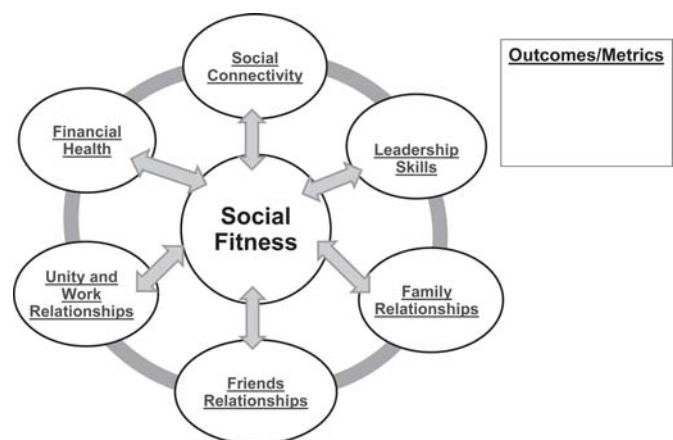 Social
Connectivity
Outcomes/Metrics
Financial
Health
Leadership
Skills
Social
Fitness
Unity and
Work
Relationships
Family
Relationships
Friends
Relationships